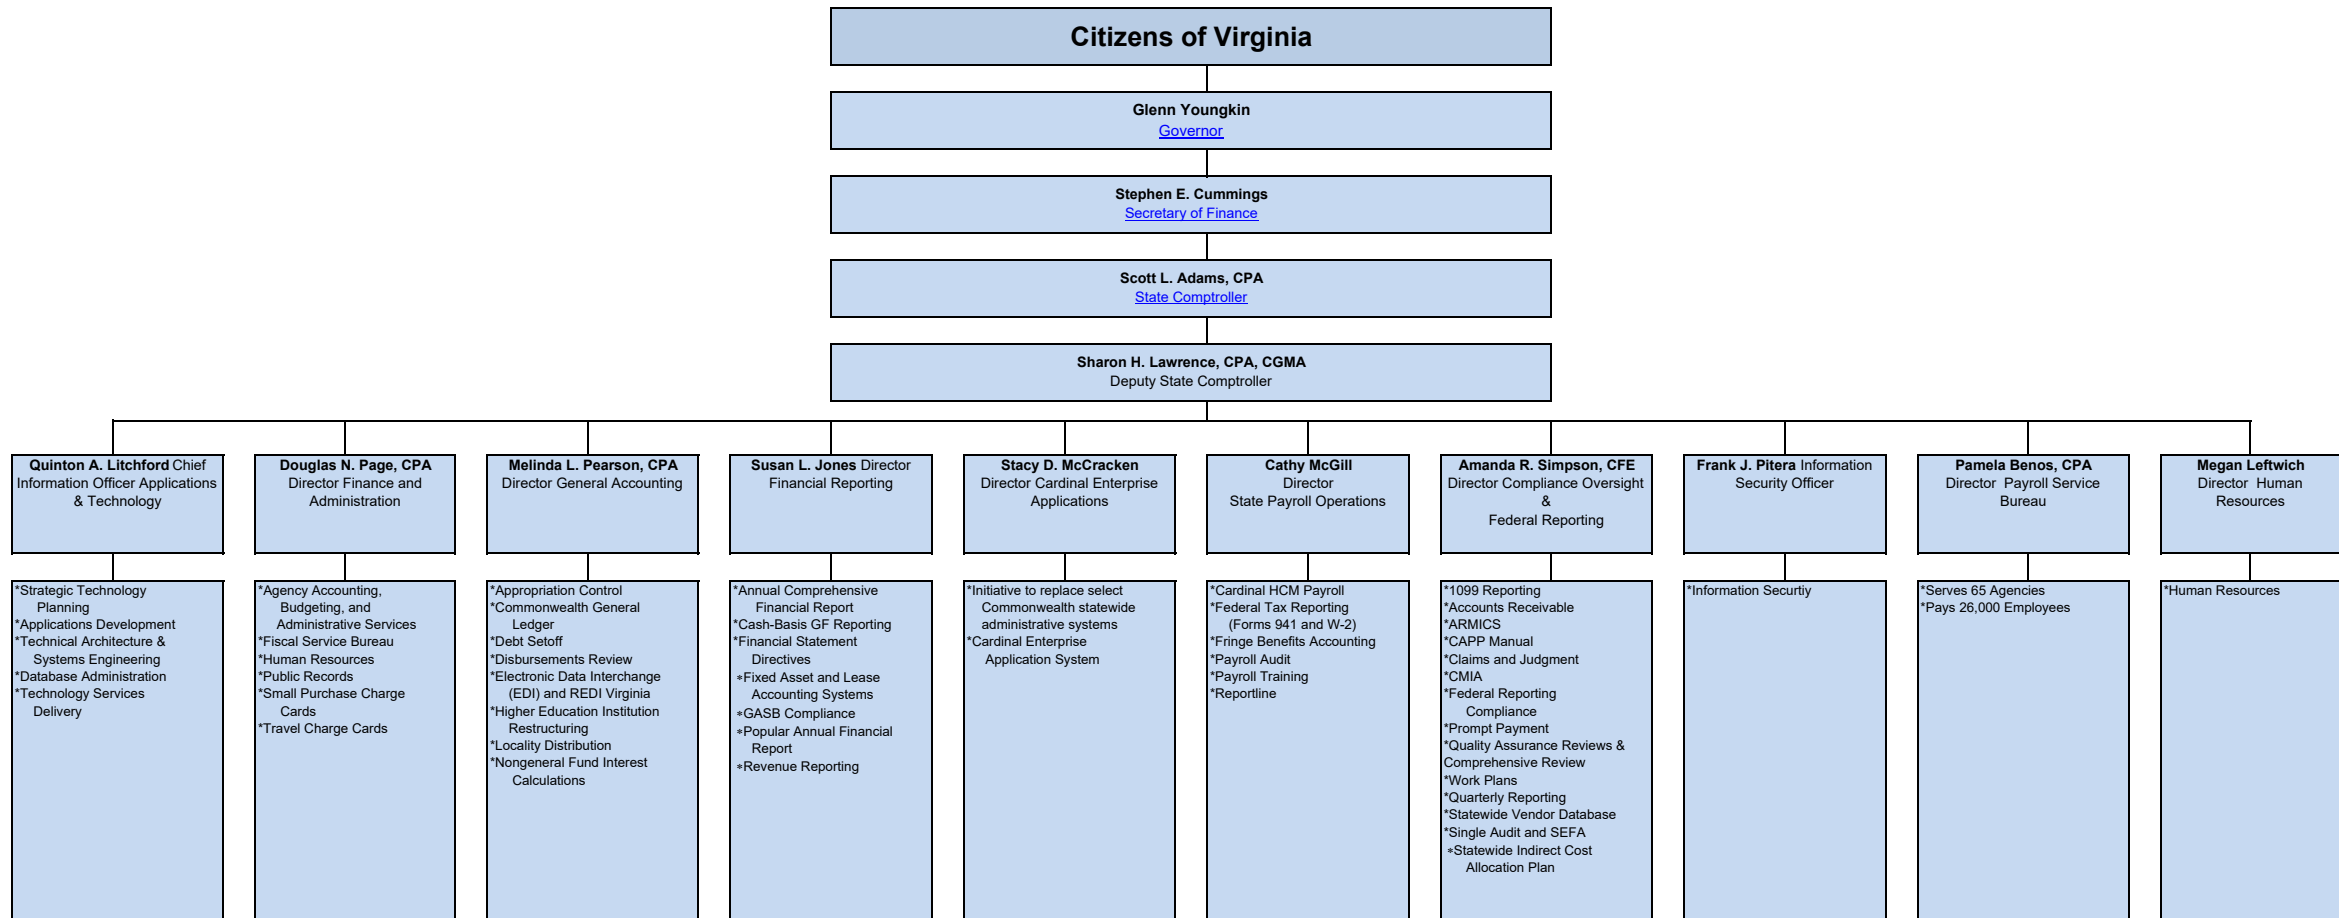 Citizens of Virginia
Glenn Youngkin
Governor
Stephen E. Cummings
Secretary of Finance
Scott L. Adams, CPA
State Comptroller
Sharon H. Lawrence, CPA, CGMA
Deputy State Comptroller
Quinton A. Litchford Chief
Information Officer Applications
& Technology
Douglas N. Page, CPA
Director Finance and
Administration
Melinda L. Pearson, CPA
Director General Accounting
Susan L. Jones Director
Financial Reporting
Stacy D. McCracken
Director Cardinal Enterprise
Applications
Cathy McGill
Director
State Payroll Operations
Amanda R. Simpson, CFE
Director Compliance Oversight
&
Federal Reporting
Frank J. Pitera Information
Security Officer
Pamela Benos, CPA
Director Payroll Service
Bureau
Megan Leftwich
Director Human
Resources
*Strategic Technology
Planning
*Applications Development
*Technical Architecture &
Systems Engineering
*Database Administration
*Technology Services
Delivery
*Agency Accounting,
Budgeting, and
Administrative Services
*Fiscal Service Bureau
*Human Resources
*Public Records
*Small Purchase Charge
Cards
*Travel Charge Cards
*Appropriation Control
*Commonwealth General
Ledger
*Debt Setoff
*Disbursements Review
*Electronic Data Interchange
(EDI) and REDI Virginia
*Higher Education Institution
Restructuring
*Locality Distribution
*Nongeneral Fund Interest
Calculations
*Annual Comprehensive
Financial Report
*Cash-Basis GF Reporting
*Financial Statement
Directives
*Fixed Asset and Lease
Accounting Systems
*GASB Compliance
*Popular Annual Financial
Report
*Revenue Reporting
*Initiative to replace select
Commonwealth statewide
administrative systems
*Cardinal Enterprise
Application System
*Cardinal HCM Payroll
*Federal Tax Reporting
(Forms 941 and W-2)
*Fringe Benefits Accounting
*Payroll Audit
*Payroll Training
*Reportline
*1099 Reporting
*Accounts Receivable
*ARMICS
*CAPP Manual
*Claims and Judgment
*CMIA
*Federal Reporting
Compliance
*Prompt Payment
*Quality Assurance Reviews &
Comprehensive Review
*Work Plans
*Quarterly Reporting
*Statewide Vendor Database
*Single Audit and SEFA
*Statewide Indirect Cost
Allocation Plan
*Information Securtiy
*Serves 65 Agencies
*Pays 26,000 Employees
*Human Resources